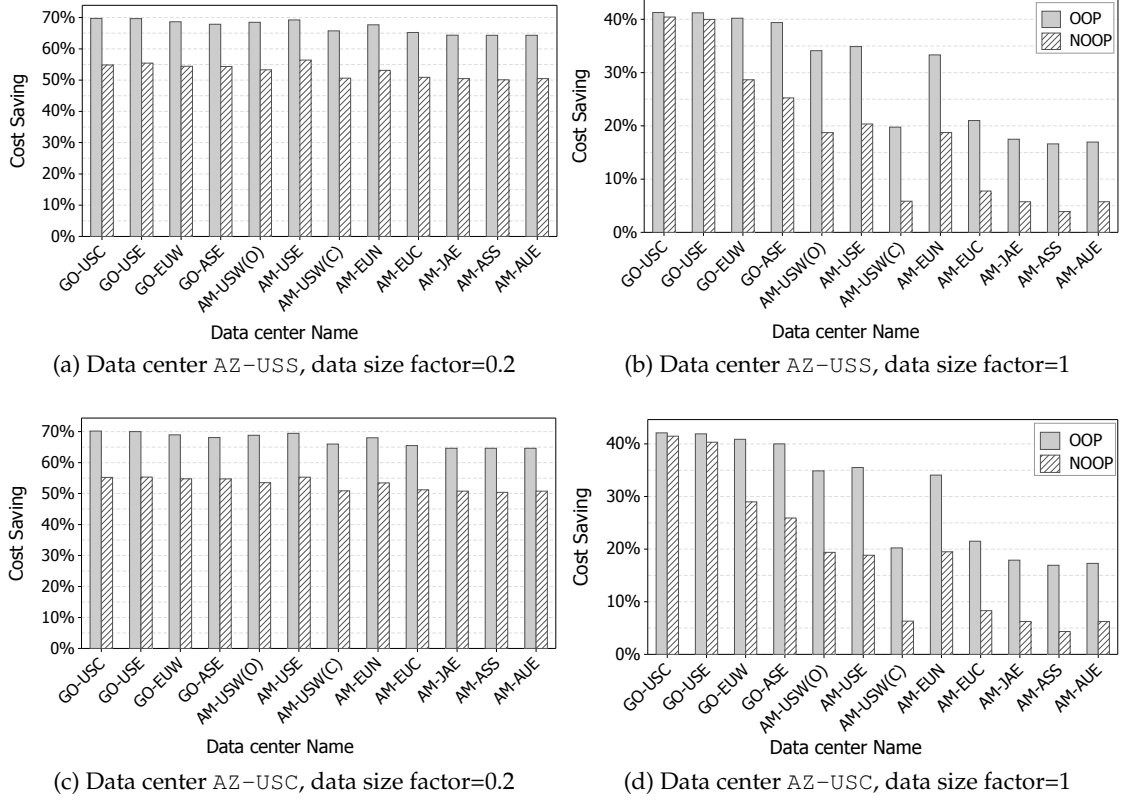 70%
60%
50%
40%
30%
20%
10%
0%
Cost Saving
GO-USC
GO-USE
GO-EUW
GO-ASE
AM-USW(O)
AM-USE
AM-USW(C)
AM-EUN
AM-EUC
AM-JAE
AM-ASS
AM-AUE
Data center Name
(a) Data center AZ-USS, data size factor=0.2
OOP
NOOP
40%
30%
20%
10%
0%
Cost Saving
GO-USC
GO-USE
GO-EUW
GO-ASE
AM-USW(O)
AM-USE
AM-USW(C)
AM-EUN
AM-EUC
AM-JAE
AM-ASS
AM-AUE
Data center Name
(b) Data center AZ-USS, data size factor=1
70%
60%
50%
40%
30%
20%
10%
0%
Cost Saving
GO-USC
GO-USE
GO-EUW
GO-ASE
AM-USW(O)
AM-USE
AM-USW(C)
AM-EUN
AM-EUC
AM-JAE
AM-ASS
AM-AUE
Data center Name
(c) Data center AZ-USC, data size factor=0.2
OOP
NOOP
40%
30%
20%
10%
0%
Cost Saving
GO-USC
GO-USE
GO-EUW
GO-ASE
AM-USW(O)
AM-USE
AM-USW(C)
AM-EUN
AM-EUC
AM-JAE
AM-ASS
AM-AUE
Data center Name
(d) Data center AZ-USC, data size factor=1